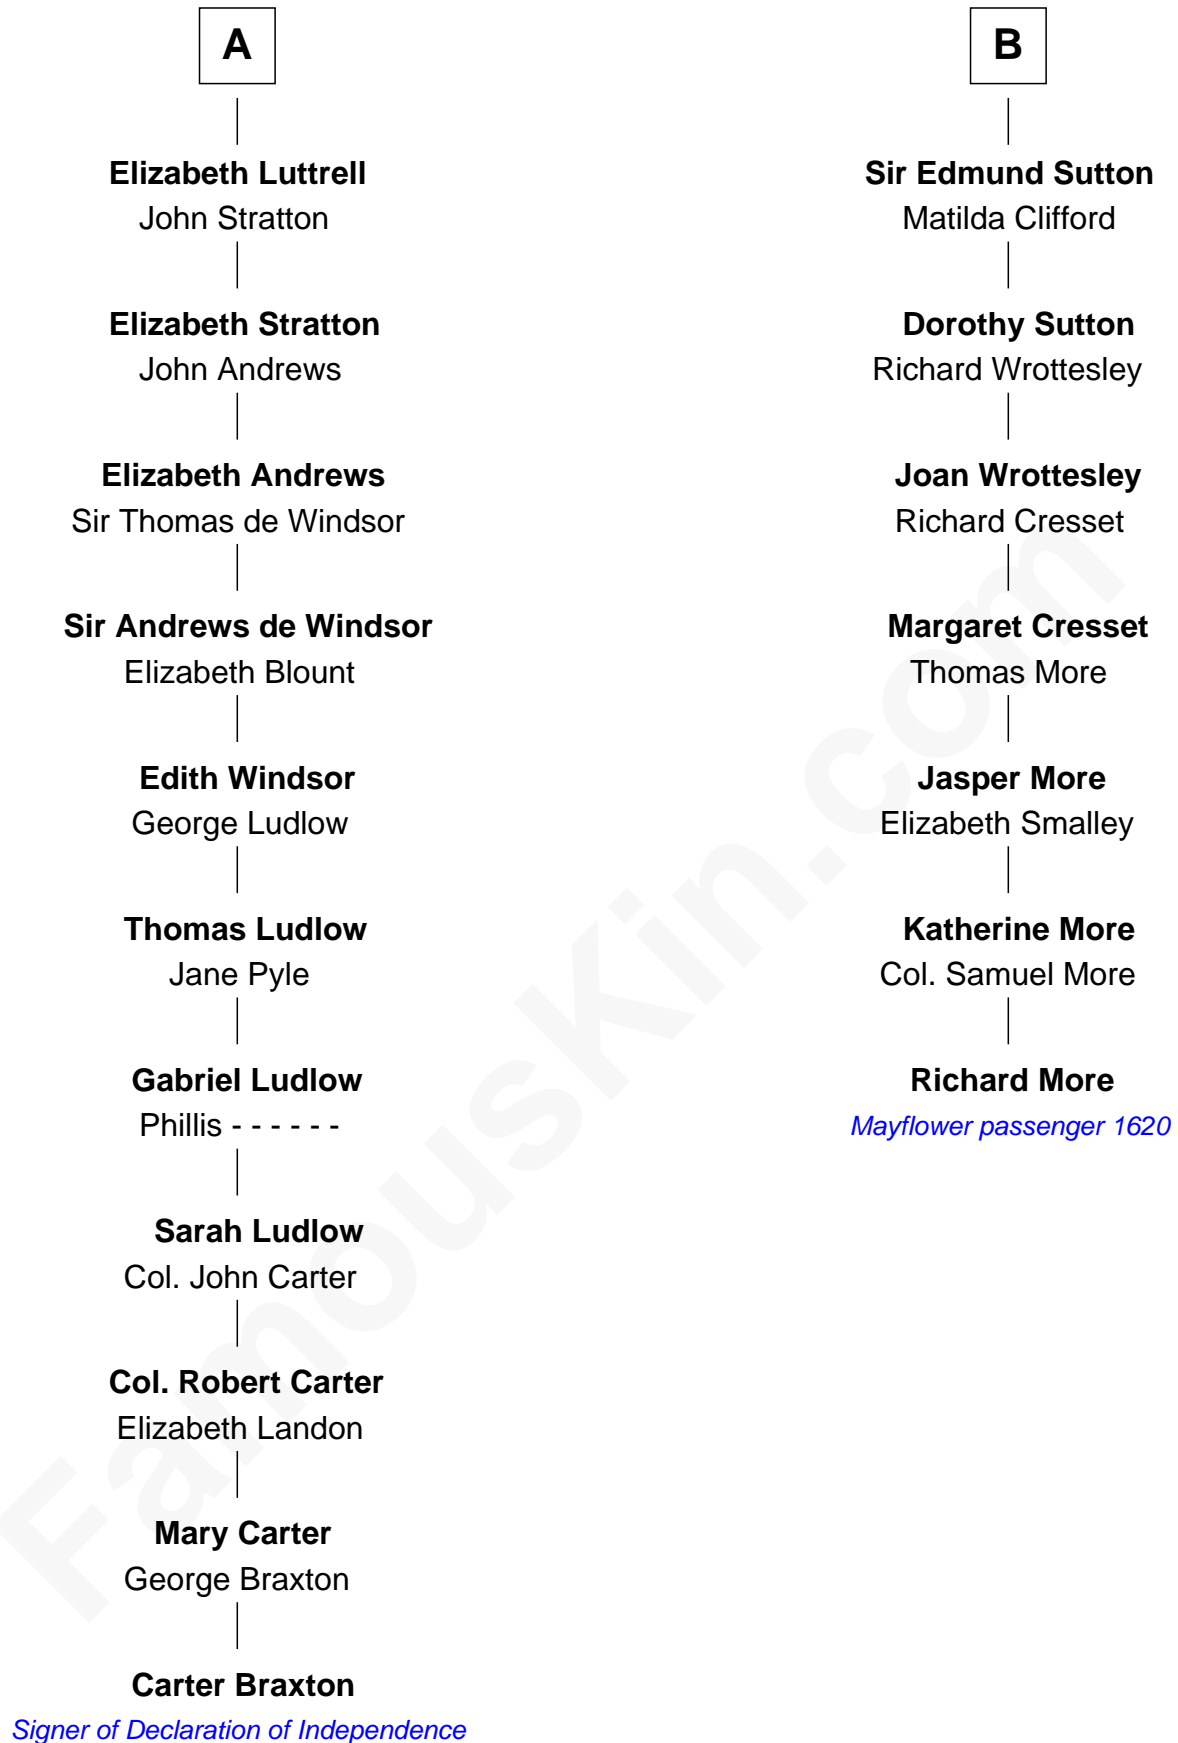 A
Elizabeth Luttrell
John Stratton
Elizabeth Stratton
John Andrews
Elizabeth Andrews
Sir Thomas de Windsor
Sir Andrews de Windsor
Elizabeth Blount
Edith Windsor
George Ludlow
Thomas Ludlow
Jane Pyle
Gabriel Ludlow
Phillis - - - - - -
Sarah Ludlow
Col. John Carter
Col. Robert Carter
Elizabeth Landon
Mary Carter
George Braxton
Carter Braxton
Signer of Declaration of Independence
B
Sir Edmund Sutton
Matilda Clifford
Dorothy Sutton
Richard Wrottesley
Joan Wrottesley
Richard Cresset
Margaret Cresset
Thomas More
Jasper More
Elizabeth Smalley
Katherine More
Col. Samuel More
Richard More
Mayflower passenger 1620
FamousKin.com